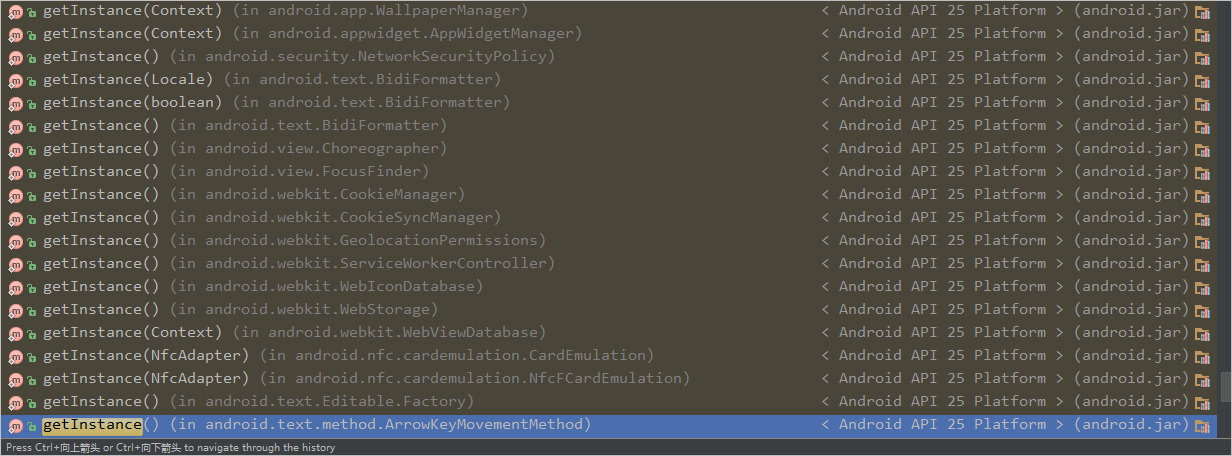 getInstance(Context) (in android.app.WallpaperManager) < Android API 25 Platform > (android.jar)
getInstance(Context) (in android.appwidget.AppWidgetManager) < Android API 25 Platform > (android.jar)
getInstance() (in android.security.NetworkSecurityPolicy) < Android API 25 Platform > (android.jar)
getInstance(Locale) (in android.text.BidiFormatter) < Android API 25 Platform > (android.jar)
getInstance(boolean) (in android.text.BidiFormatter) < Android API 25 Platform > (android.jar)
getInstance() (in android.text.BidiFormatter) < Android API 25 Platform > (android.jar)
getInstance() (in android.view.Choreographer) < Android API 25 Platform > (android.jar)
getInstance() (in android.view.FocusFinder) < Android API 25 Platform > (android.jar)
getInstance() (in android.webkit.CookieManager) < Android API 25 Platform > (android.jar)
getInstance() (in android.webkit.CookieSyncManager) < Android API 25 Platform > (android.jar)
getInstance() (in android.webkit.GeolocationPermissions) < Android API 25 Platform > (android.jar)
getInstance() (in android.webkit.ServiceWorkerController) < Android API 25 Platform > (android.jar)
getInstance() (in android.webkit.WebIconDatabase) < Android API 25 Platform > (android.jar)
getInstance() (in android.webkit.WebStorage) < Android API 25 Platform > (android.jar)
getInstance(Context) (in android.webkit.WebViewDatabase) < Android API 25 Platform > (android.jar)
getInstance(NfcAdapter) (in android.nfc.cardemulation.CardEmulation) < Android API 25 Platform > (android.jar)
getInstance(NfcAdapter) (in android.nfc.cardemulation.NfcFCardEmulation) < Android API 25 Platform > (android.jar)
getInstance() (in android.text.Editable.Factory) < Android API 25 Platform > (android.jar)
getInstance() (in android.text.method.ArrowKeyMovementMethod) < Android API 25 Platform > (android.jar)
Press Ctrl+向上箭头 or Ctrl+向下箭头 to navigate through the history